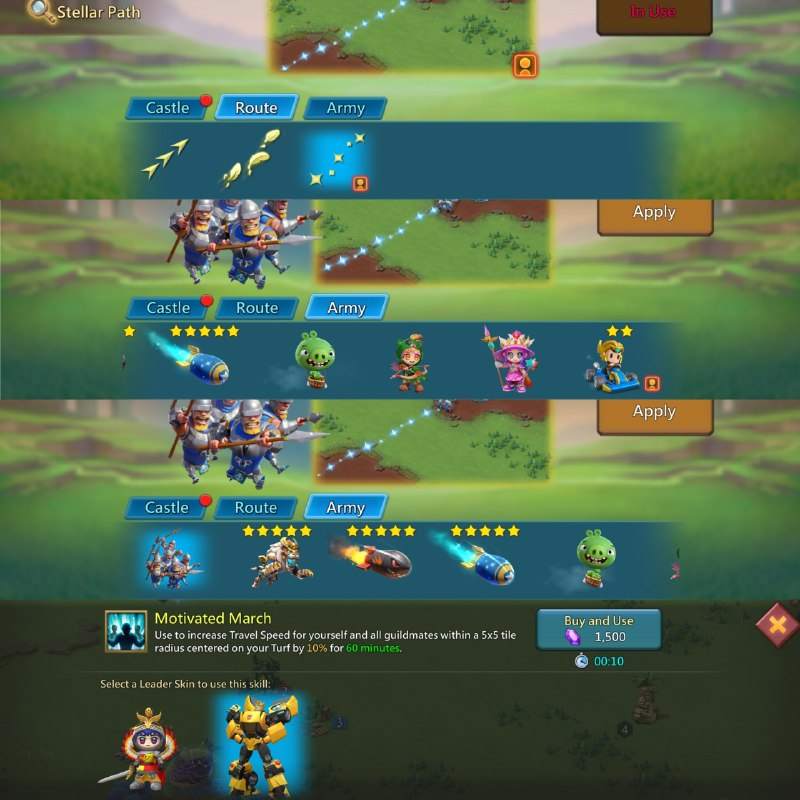 Stellar Path
In Use
Castle Route Army
Apply
Castle Route Army
Apply
Castle Route Army
Motivated March
Use to increase Travel Speed for yourself and all guildmates within a 5x5 tile
radius centered on your Turf by 10% for 60 minutes.
Buy and Use
1,500
00:10
Select a Leader Skin to use this skill:
3
4